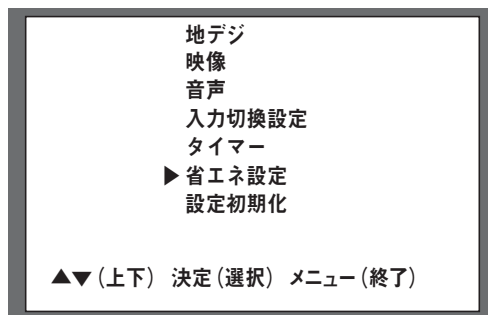 地デジ
映像
音声
入力切換設定
タイマー
▶省エネ設定
設定初期化
▲▼(上下) 決定(選択) メニュー(終了)